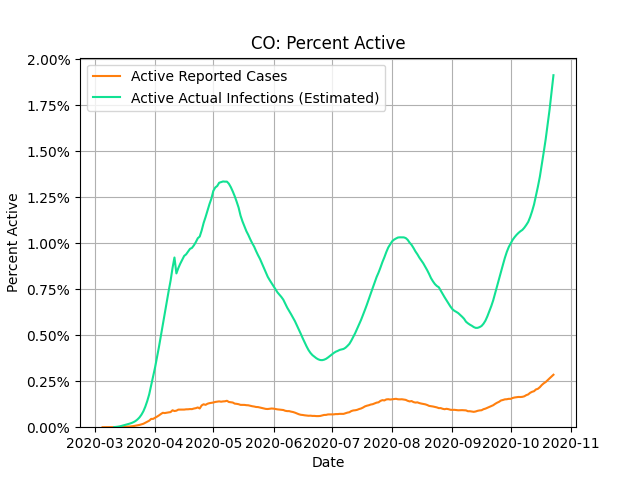 CO: Percent Active
Active Reported Cases
Active Actual Infections (Estimated)
Percent Active
2.00%
1.75%
1.50%
1.25%
1.00%
0.75%
0.50%
0.25%
0.00%
2020-03 2020-04 2020-05 2020-06 2020-07 2020-08 2020-09 2020-10 2020-11
Date